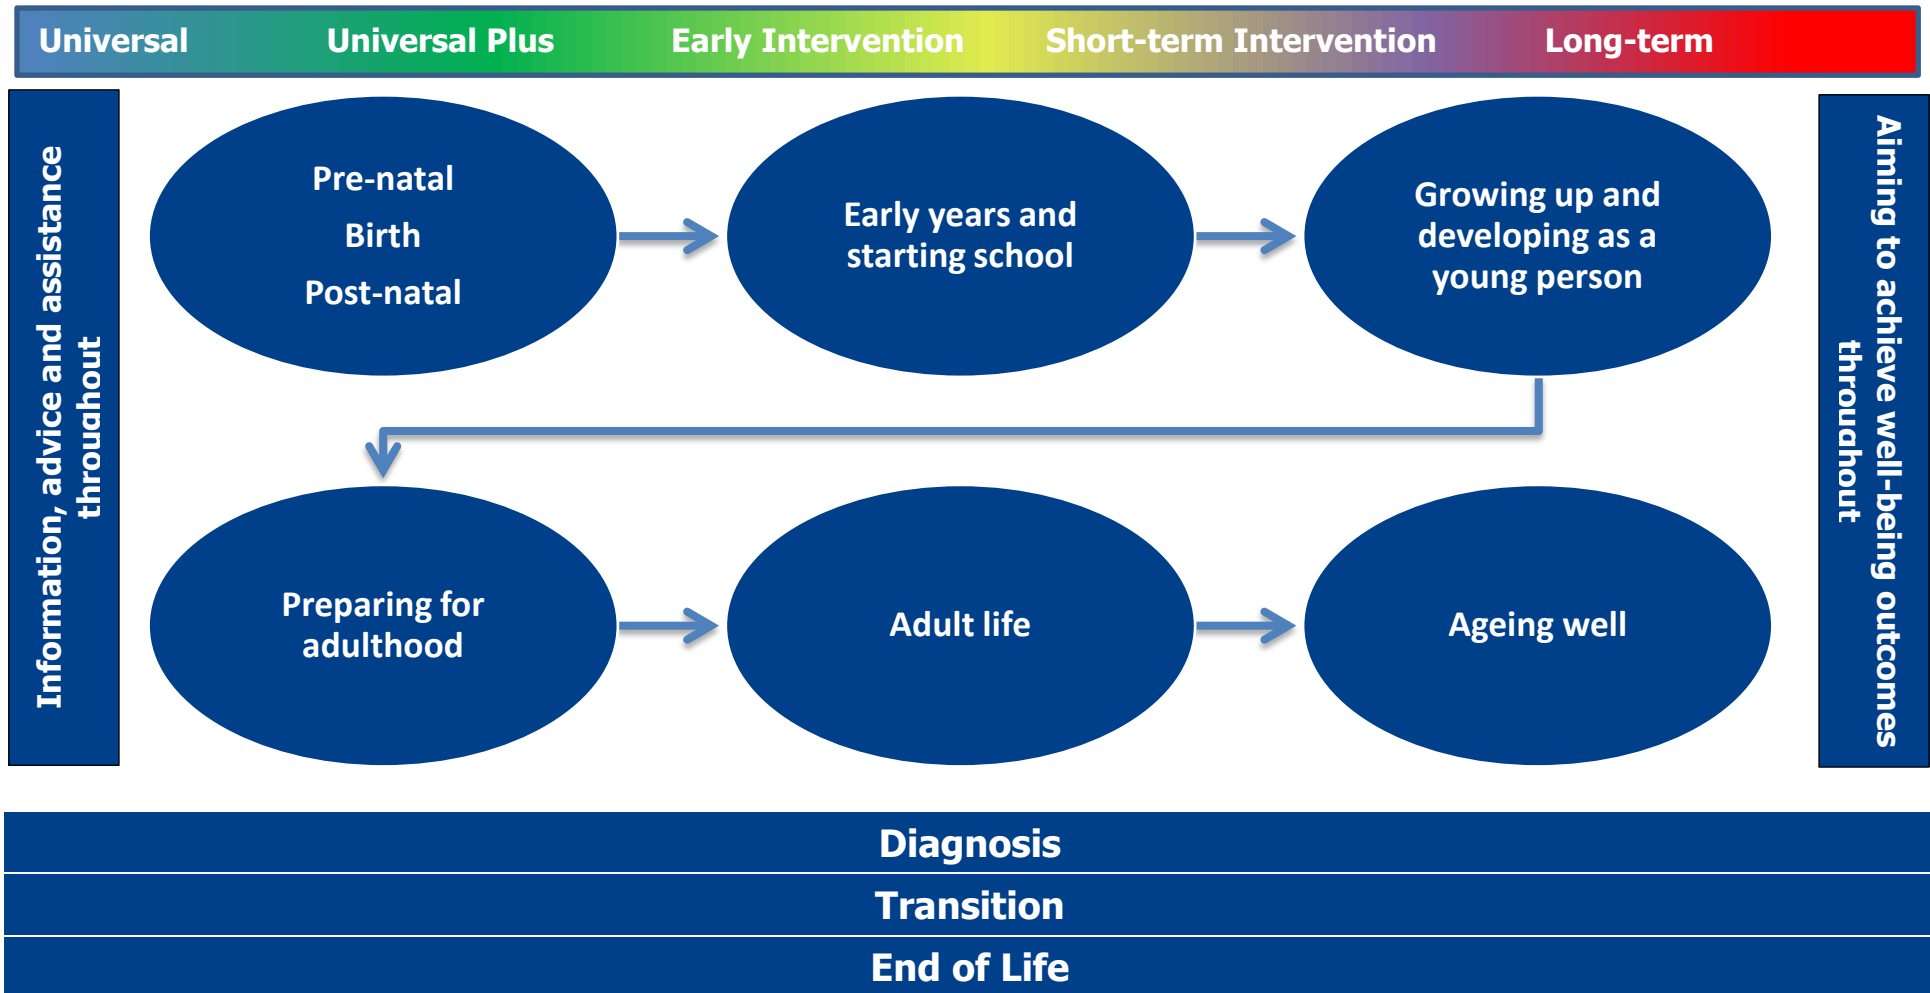 Universal
Universal Plus
Early Intervention
Short-term Intervention
Long-term
Information, advice and assistance
throughout
Pre-natal
Birth
Post-natal
Early years and
starting school
Growing up and
developing as a
young person
Aiming to achieve well-being outcomes
throughout
Preparing for
adulthood
Adult life
Ageing well
Diagnosis
Transition
End of Life